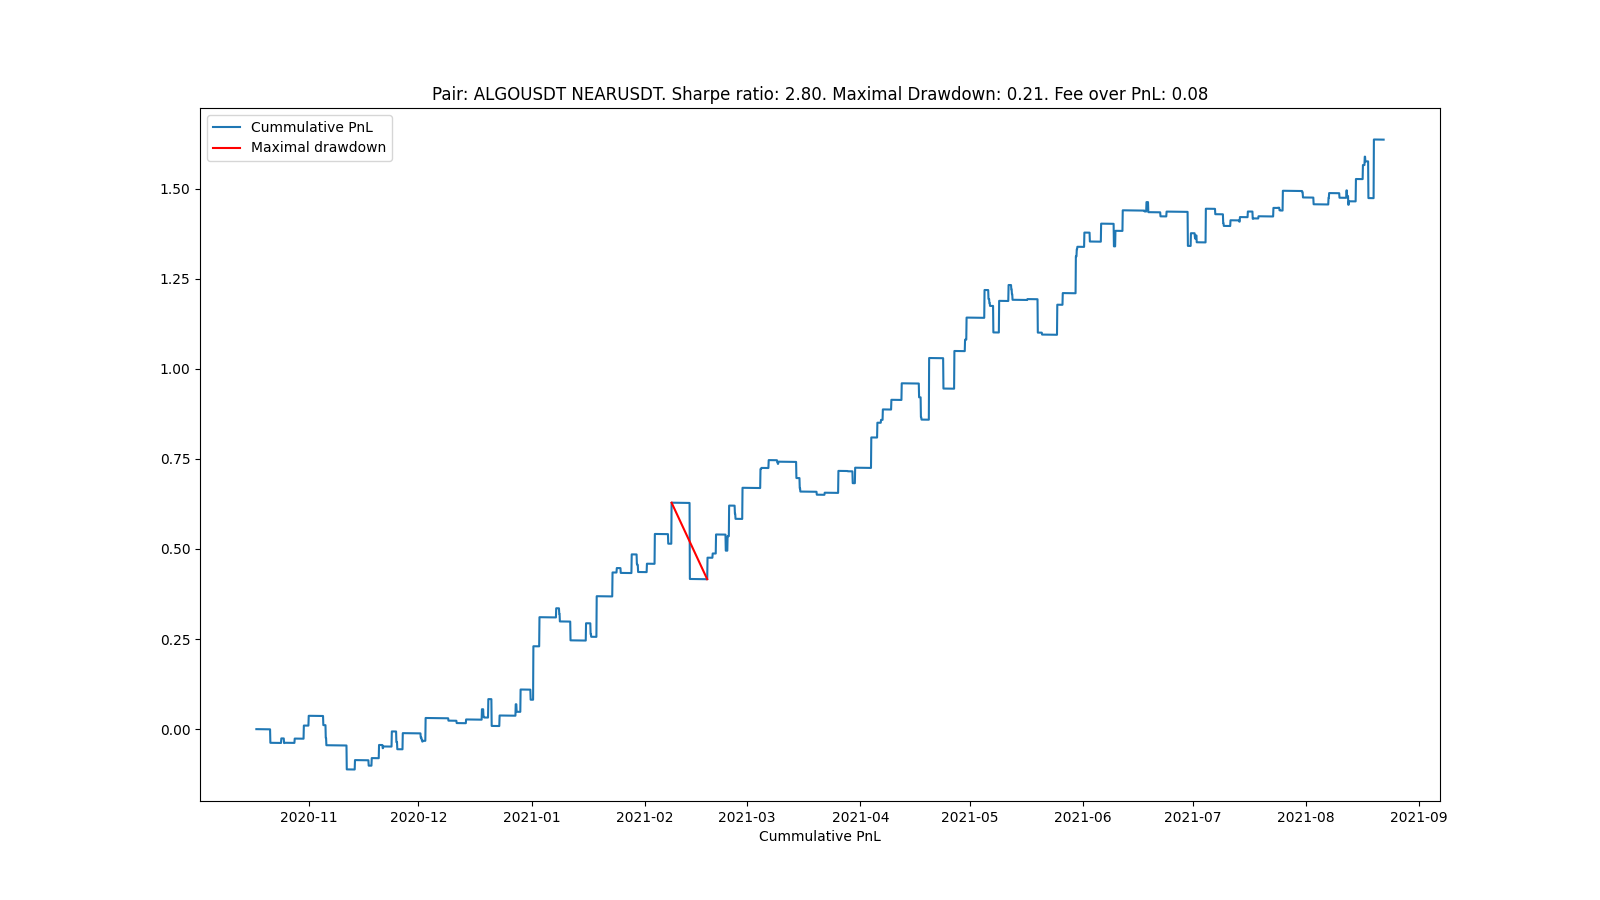 Pair: ALGOUSDT NEARUSDT. Sharpe ratio: 2.80. Maximal Drawdown: 0.21. Fee over PnL: 0.08
Cummulative PnL
Maximal drawdown
1.50
1.25
1.00
0.75
0.50
0.25
0.00
2020-11 2020-12 2021-01 2021-02 2021-03 2021-04 2021-05 2021-06 2021-07 2021-08 2021-09
Cummulative PnL